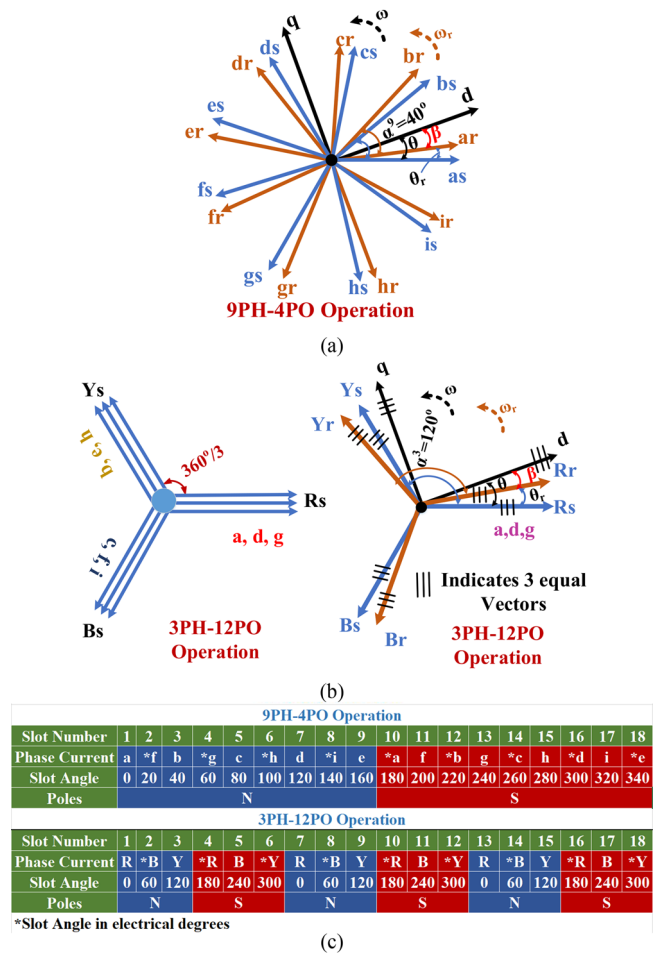 q
ω
ωr
ds
cr
cs
dr
br
bs
d
es
α⁹=40º
er
θ
β
ar
θr
as
fs
fr
ir
is
gs
gr
hs
hr
9PH-4PO Operation
(a)
Ys
b, e, h
360º/3
Rs
a, d, g
c, f, i
Bs
3PH-12PO
Operation
q
ω
ωr
Ys
Yr
α³=120º
d
Rr
θ
β
θr
Rs
a,d,g
||| Indicates 3 equal
Vectors
Bs
Br
3PH-12PO
Operation
(b)
9PH-4PO Operation
Slot Number 1 2 3 4 5 6 7 8 9 10 11 12 13 14 15 16 17 18
Phase Current a *f b *g c *h d *i e *a f *b g *c h *d i *e
Slot Angle 0 20 40 60 80 100 120 140 160 180 200 220 240 260 280 300 320 340
Poles N S
3PH-12PO Operation
Slot Number 1 2 3 4 5 6 7 8 9 10 11 12 13 14 15 16 17 18
Phase Current R *B Y *R B *Y R *B Y *R B *Y R *B Y *R B *Y
Slot Angle 0 60 120 180 240 300 0 60 120 180 240 300 0 60 120 180 240 300
Poles N S N S N S
*Slot Angle in electrical degrees
(c)